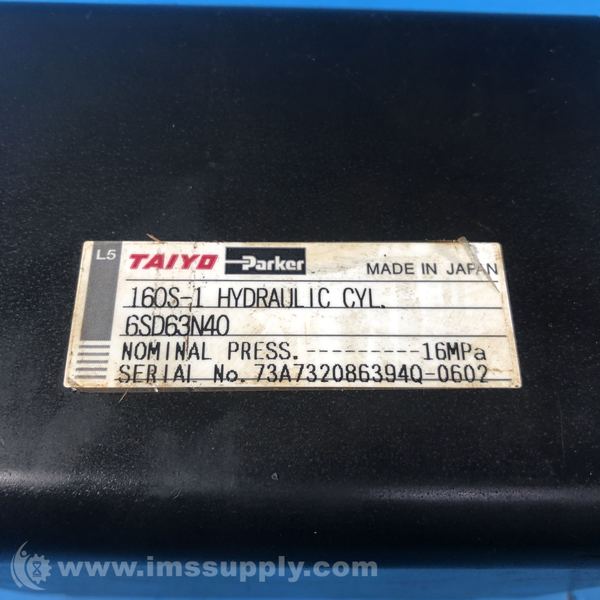 L5 TAIYO Parker MADE IN JAPAN
160S-1 HYDRAULIC CYL.
6SD63N40
NOMINAL PRESS.---------16MPa
SERIAL No.73A732086394Q-0602
www.imssupply.com/